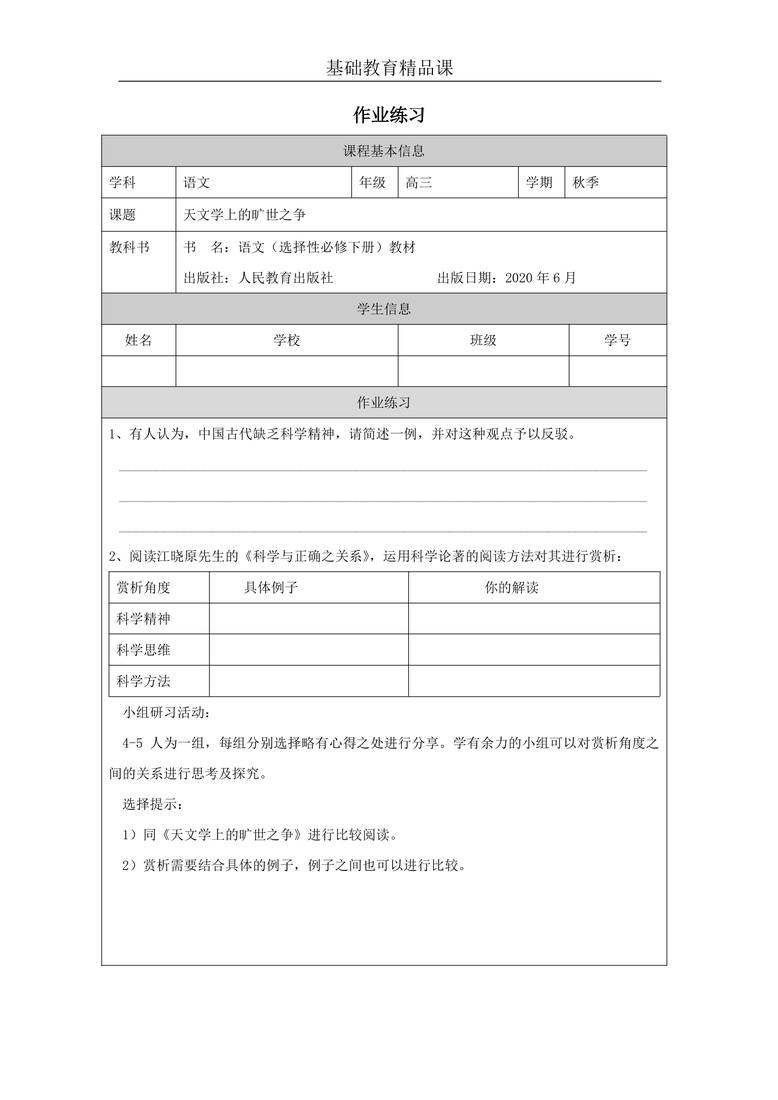 基础教育精品课
作业练习
课程基本信息
学科 语文 年级 高三 学期 秋季
课题 天文学上的旷世之争
教科书 书 名：语文（选择性必修下册）教材
出版社：人民教育出版社 出版日期：2020 年 6 月
学生信息
姓名 学校 班级 学号
作业练习
1、有人认为，中国古代缺乏科学精神，请简述一例，并对这种观点予以反驳。
2、阅读江晓原先生的《科学与正确之关系》，运用科学论著的阅读方法对其进行赏析：
赏析角度 具体例子 你的解读
科学精神
科学思维
科学方法
小组研习活动：
4-5 人为一组，每组分别选择略有心得之处进行分享。学有余力的小组可以对赏析角度之
间的关系进行思考及探究。
选择提示：
1）同《天文学上的旷世之争》进行比较阅读。
2）赏析需要结合具体的例子，例子之间也可以进行比较。